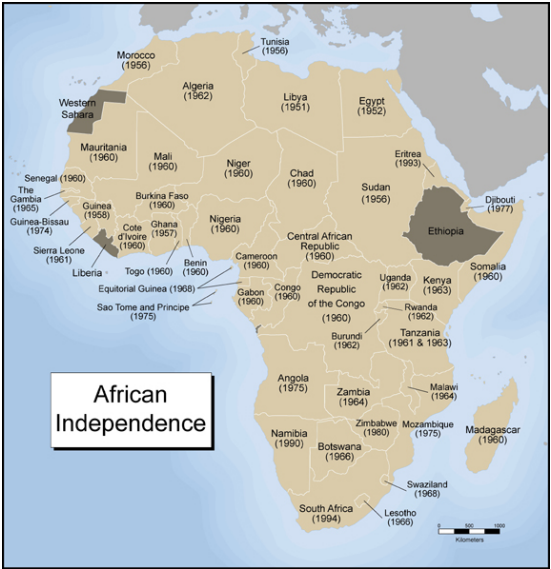 Tunisia
(1956)
Morocco
(1956)
Algeria
(1962)
Libya
(1951)
Egypt
(1952)
Western
Sahara
Mauritania
(1960)
Mali
(1960)
Niger
(1960)
Chad
(1960)
Sudan
(1956)
Eritrea
(1993)
Senegal (1960)
The
Gambia
(1965)
Guinea-Bissau
(1974)
Guinea
(1958)
Sierra Leone
(1961)
Liberia
Burkina Faso
(1960)
Cote
d'Ivoire
(1960)
Ghana
(1957)
Togo (1960)
Benin
(1960)
Nigeria
(1960)
Djibouti
(1977)
Ethiopia
Somalia
(1960)
Central African
Republic
(1960)
Cameroon
(1960)
Equitorial Guinea (1968)
Sao Tome and Principe
(1975)
Gabon
(1960)
Congo
(1960)
Democratic
Republic
of the Congo
(1960)
Uganda
(1962)
Kenya
(1963)
Rwanda
(1962)
Burundi
(1962)
Tanzania
(1961 & 1963)
African
Independence
Angola
(1975)
Zambia
(1964)
Malawi
(1964)
Zimbabwe
(1980)
Mozambique
(1975)
Madagascar
(1960)
Namibia
(1990)
Botswana
(1966)
Swaziland
(1968)
South Africa
(1994)
Lesotho
(1966)
0 500 1000
Kilometers